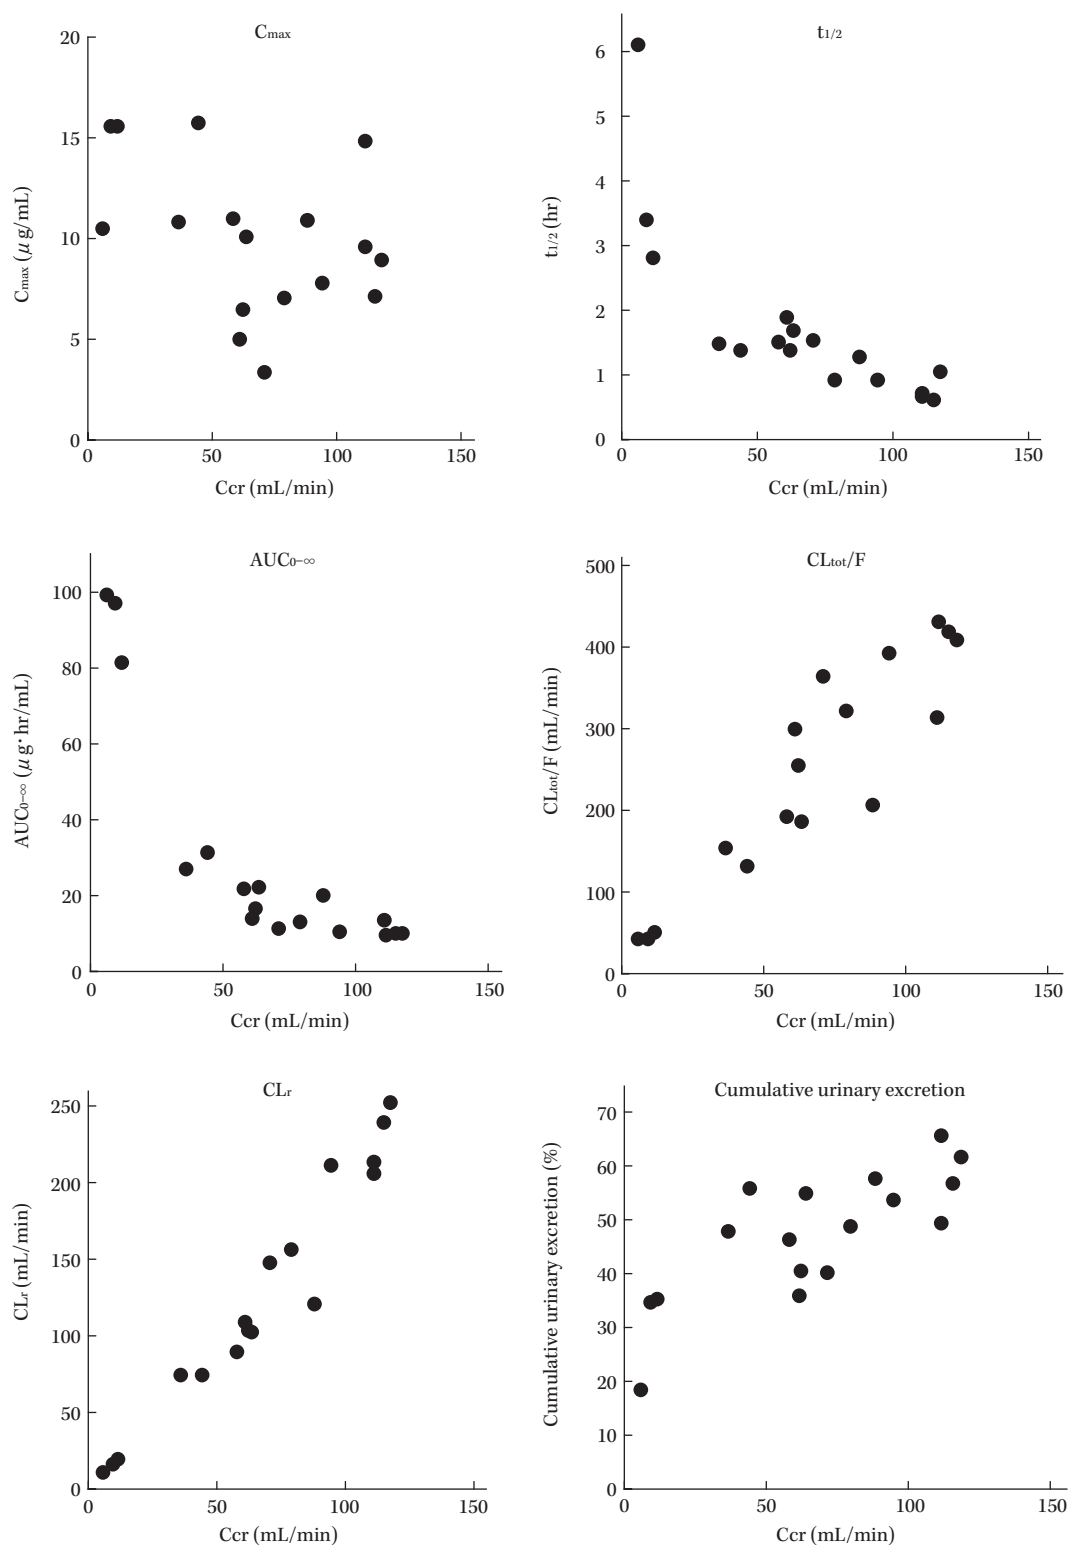 Cmax
20
15
10
5
0
Cmax (μg/mL)
0 50 100 150
Ccr (mL/min)
t1/2
6
5
4
3
2
1
0
t1/2 (hr)
0 50 100 150
Ccr (mL/min)
AUC0−∞
100
80
60
40
20
0
AUC0−∞ (μg·hr/mL)
0 50 100 150
Ccr (mL/min)
CLtot/F
500
400
300
200
100
0
CLtot/F (mL/min)
0 50 100 150
Ccr (mL/min)
CLr
250
200
150
100
50
0
CLr (mL/min)
0 50 100 150
Ccr (mL/min)
Cumulative urinary excretion
70
60
50
40
30
20
10
0
Cumulative urinary excretion (%)
0 50 100 150
Ccr (mL/min)